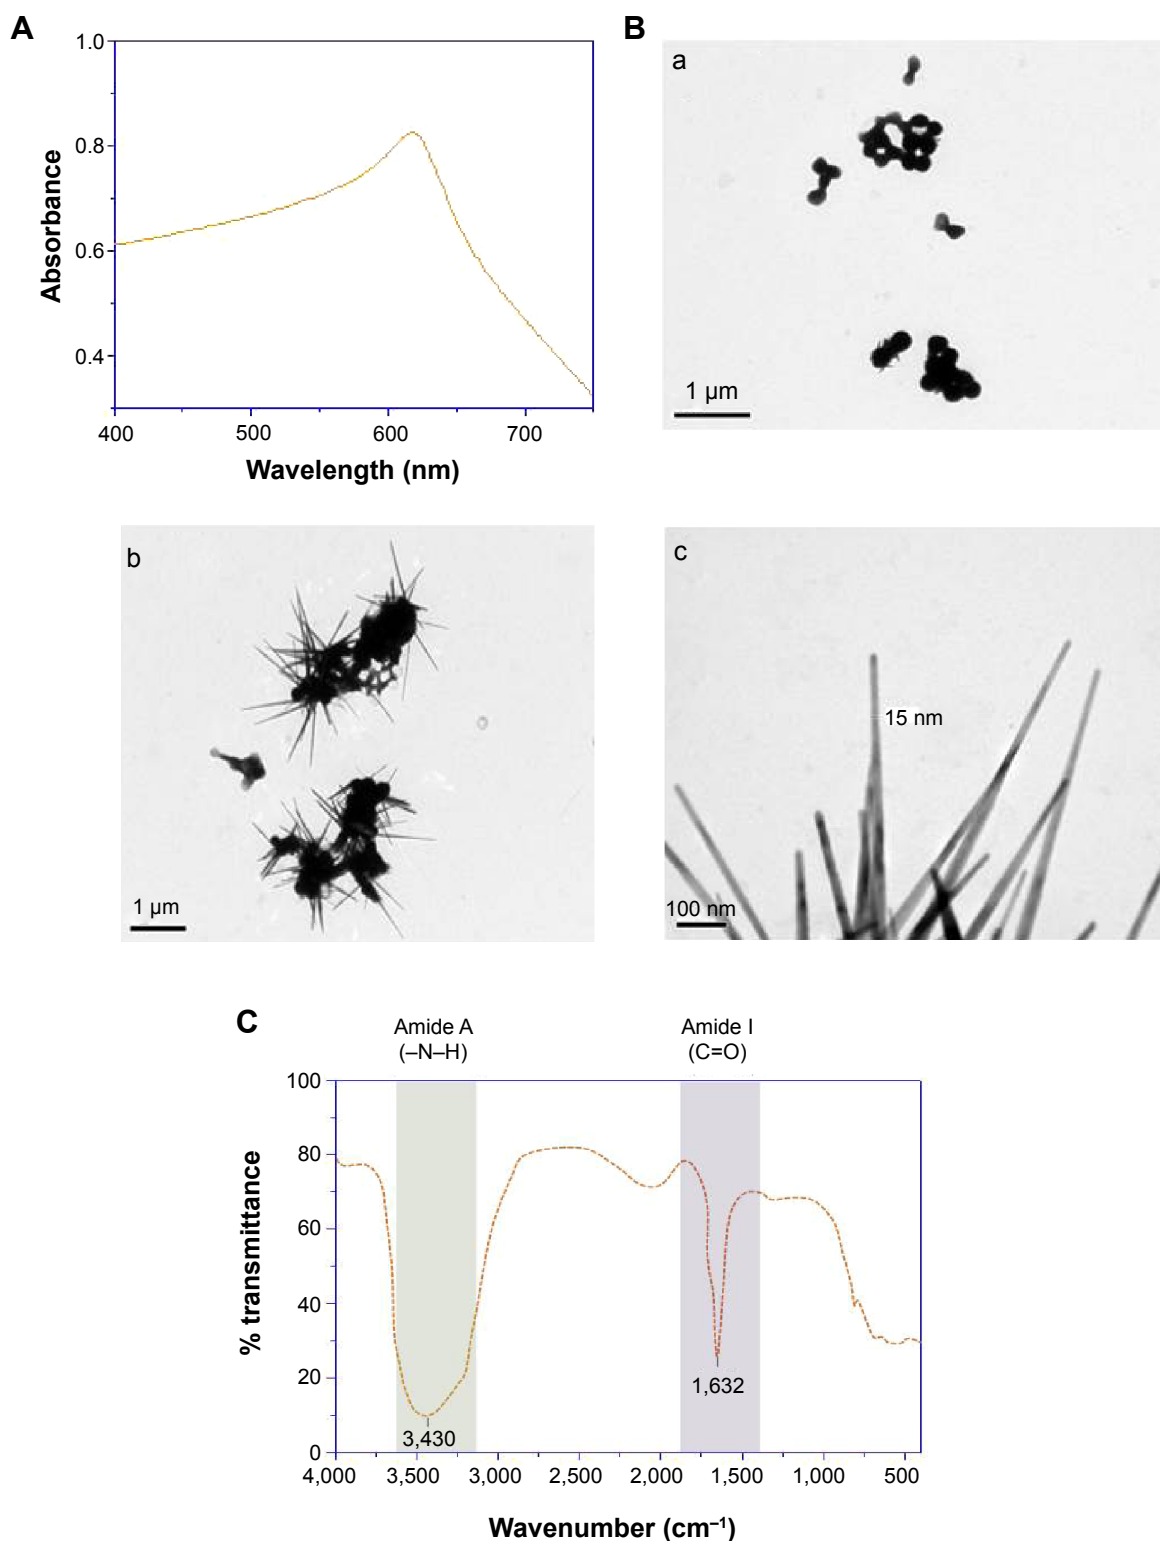 A
1.0
0.8
0.6
0.4
Absorbance
400
500
600
700
Wavelength (nm)
B
a
1 μm
b
1 μm
c
15 nm
100 nm
C
Amide A
(–N–H)
Amide I
(C=O)
100
80
60
40
20
0
% transmittance
3,430
1,632
4,000
3,500
3,000
2,500
2,000
1,500
1,000
500
Wavenumber (cm⁻¹)